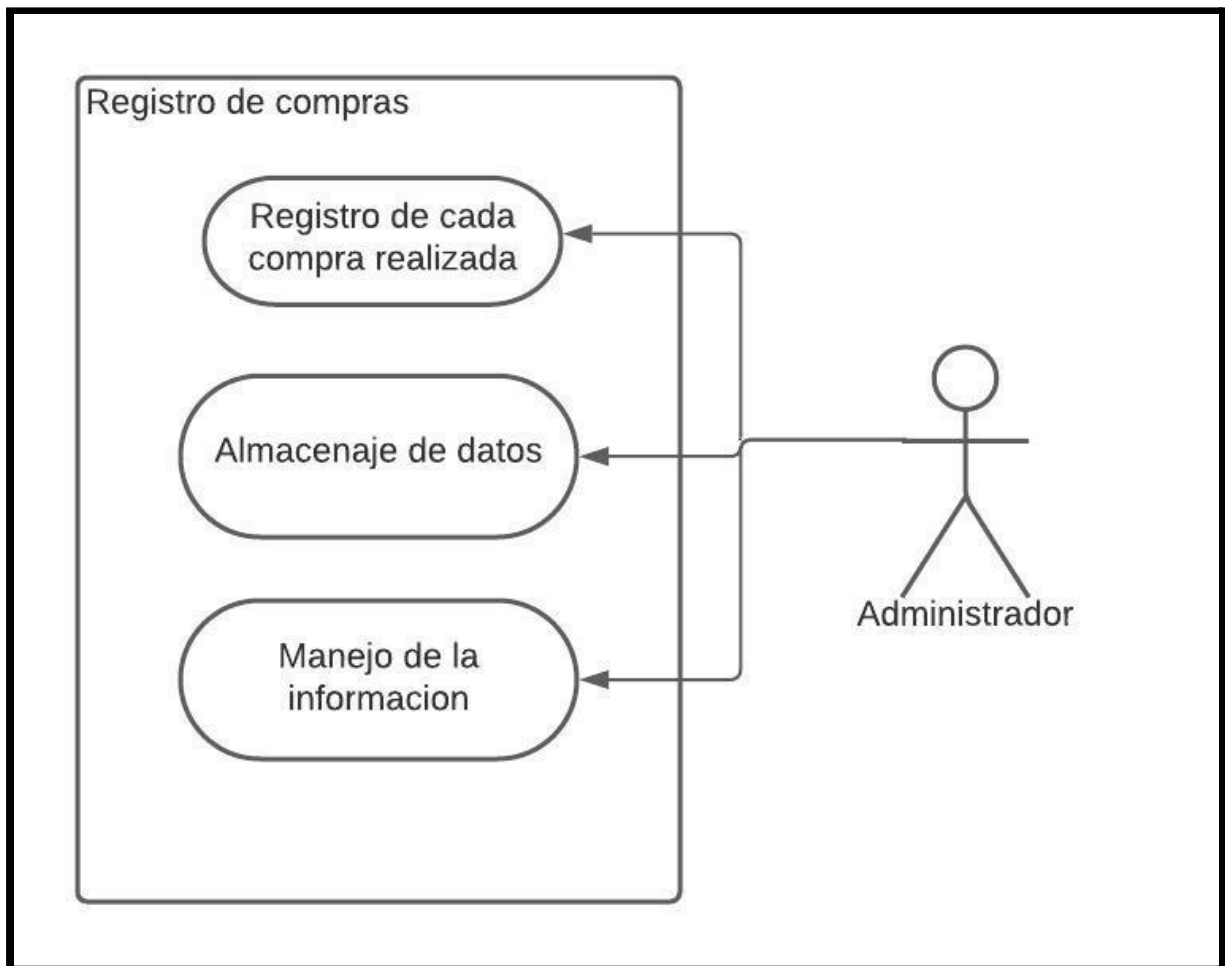 Registro de compras
Registro de cada
compra realizada
Almacenaje de datos
Manejo de la
informacion
Administrador